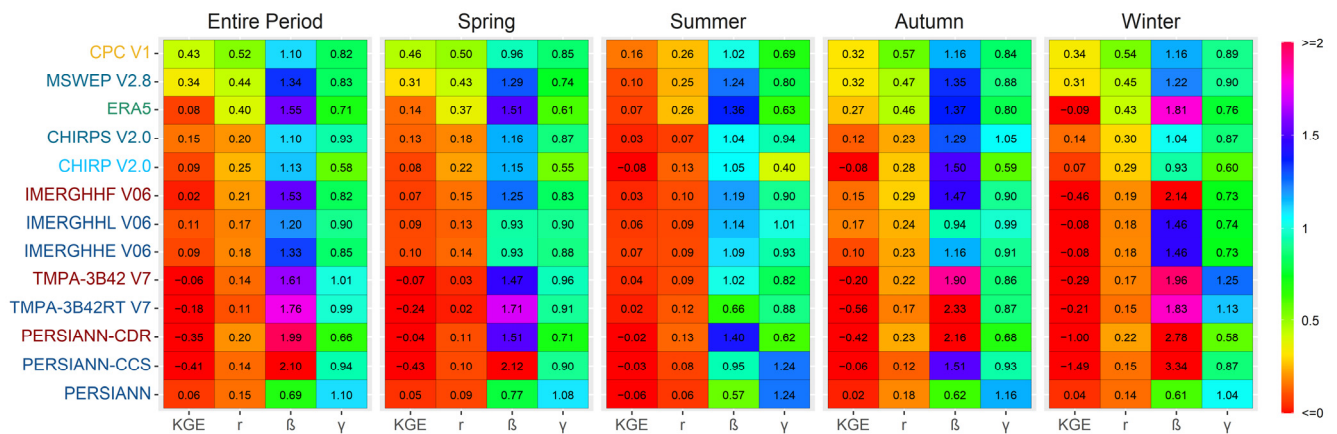 Entire Period Spring Summer Autumn Winter
CPC V1 0.43 0.52 1.10 0.82 0.46 0.50 0.96 0.85 0.16 0.26 1.02 0.69 0.32 0.57 1.16 0.84 0.34 0.54 1.16 0.89 >=2
MSWEP V2.8 0.34 0.44 1.34 0.83 0.31 0.43 1.29 0.74 0.10 0.25 1.24 0.80 0.32 0.47 1.35 0.88 0.31 0.45 1.22 0.90
ERA5 0.08 0.40 1.55 0.71 0.14 0.37 1.51 0.61 0.07 0.26 1.36 0.63 0.27 0.46 1.37 0.80 −0.09 0.43 1.81 0.76 1.5
CHIRPS V2.0 0.15 0.20 1.10 0.93 0.13 0.18 1.16 0.87 0.03 0.07 1.04 0.94 0.12 0.23 1.29 1.05 0.14 0.30 1.04 0.87
CHIRP V2.0 0.09 0.25 1.13 0.58 0.08 0.22 1.15 0.55 −0.08 0.13 1.05 0.40 −0.08 0.28 1.50 0.59 0.07 0.29 0.93 0.60
IMERGHHF V06 0.02 0.21 1.53 0.82 0.07 0.15 1.25 0.83 0.03 0.10 1.19 0.90 0.15 0.29 1.47 0.90 −0.46 0.19 2.14 0.73
IMERGHHL V06 0.11 0.17 1.20 0.90 0.09 0.13 0.93 0.90 0.06 0.09 1.14 1.01 0.17 0.24 0.94 0.99 −0.08 0.18 1.46 0.74 1
IMERGHHE V06 0.09 0.18 1.33 0.85 0.10 0.14 0.93 0.88 0.05 0.09 1.09 0.93 0.10 0.23 1.16 0.91 −0.08 0.18 1.46 0.73
TMPA-3B42 V7 −0.06 0.14 1.61 1.01 −0.07 0.03 1.47 0.96 0.04 0.09 1.02 0.82 −0.20 0.22 1.90 0.86 −0.29 0.17 1.96 1.25
TMPA-3B42RT V7 −0.18 0.11 1.76 0.99 −0.24 0.02 1.71 0.91 0.02 0.12 0.66 0.88 −0.56 0.17 2.33 0.87 −0.21 0.15 1.83 1.13 0.5
PERSIANN-CDR −0.35 0.20 1.99 0.66 −0.04 0.11 1.51 0.71 −0.02 0.13 1.40 0.62 −0.42 0.23 2.16 0.68 −1.00 0.22 2.78 0.58
PERSIANN-CCS −0.41 0.14 2.10 0.94 −0.43 0.10 2.12 0.90 −0.03 0.08 0.95 1.24 −0.06 0.12 1.51 0.93 −1.49 0.15 3.34 0.87
PERSIANN 0.06 0.15 0.69 1.10 0.05 0.09 0.77 1.08 −0.06 0.06 0.57 1.24 0.02 0.18 0.62 1.16 0.04 0.14 0.61 1.04 <=0
KGE r ß γ KGE r ß γ KGE r ß γ KGE r ß γ KGE r ß γ